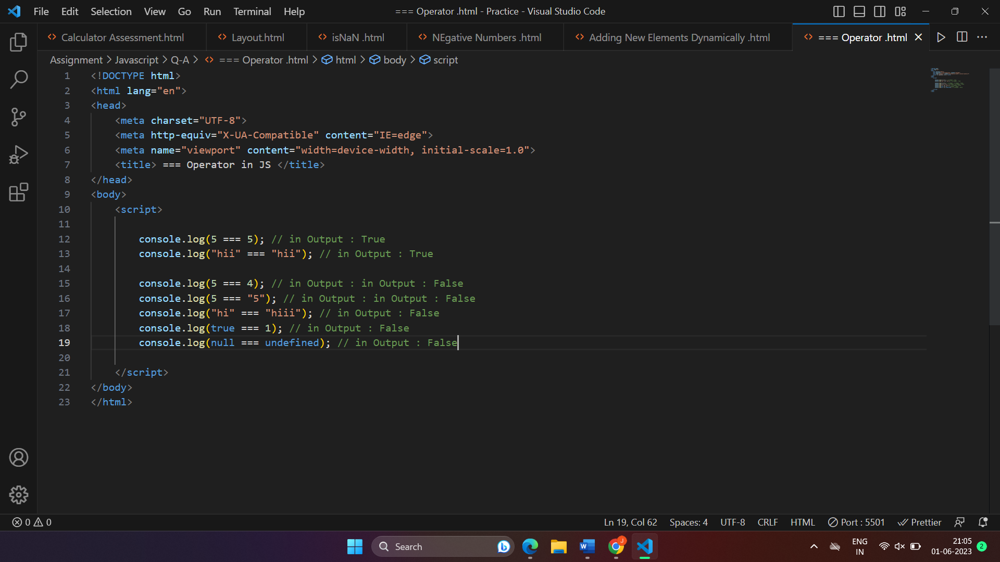 File Edit Selection View Go Run Terminal Help
=== Operator .html - Practice - Visual Studio Code
Calculator Assessment.html
Layout.html
isNaN .html
NEgative Numbers .html
Adding New Elements Dynamically .html
=== Operator .html
Assignment > Javascript > Q-A > <> === Operator .html > html > body > script
1 <!DOCTYPE html>
2 <html lang="en">
3 <head>
4 <meta charset="UTF-8">
5 <meta http-equiv="X-UA-Compatible" content="IE=edge">
6 <meta name="viewport" content="width=device-width, initial-scale=1.0">
7 <title> === Operator in JS </title>
8 </head>
9 <body>
10 <script>
11
12 console.log(5 === 5); // in Output : True
13 console.log("hii" === "hii"); // in Output : True
14
15 console.log(5 === 4); // in Output : in Output : False
16 console.log(5 === "5"); // in Output : in Output : False
17 console.log("hi" === "hiii"); // in Output : False
18 console.log(true === 1); // in Output : False
19 console.log(null === undefined); // in Output : False
20
21 </script>
22 </body>
23 </html>
0 0
Ln 19, Col 62 Spaces: 4 UTF-8 CRLF HTML Port : 5501 Prettier
Search
J
W
ENG
IN
21:05
01-06-2023
2